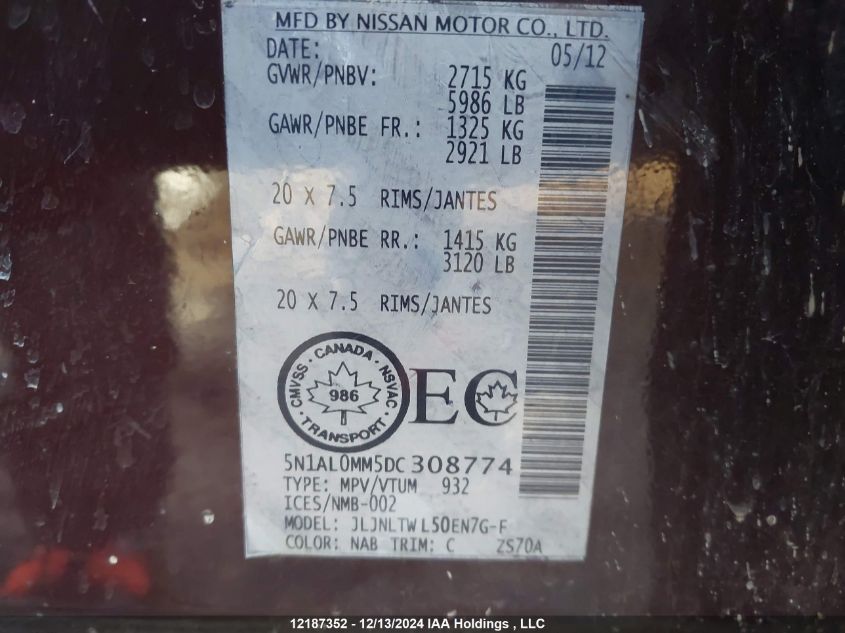 MFD BY NISSAN MOTOR CO., LTD.
DATE: 05/12
GVWR/PNBV: 2715 KG
5986 LB
GAWR/PNBE FR.: 1325 KG
2921 LB
20 X 7.5 RIMS/JANTES
GAWR/PNBE RR.: 1415 KG
3120 LB
20 X 7.5 RIMS/JANTES
CMVSS · CANADA · NSVAC · TRANSPORT ·
986
EC
5N1AL0MM5DC308774
TYPE: MPV/VTUM 932
ICES/NMB-002
MODEL: JLJNLTWL50EN7G-F
COLOR: NAB TRIM: C ZS70A
12187352 - 12/13/2024 IAA Holdings , LLC